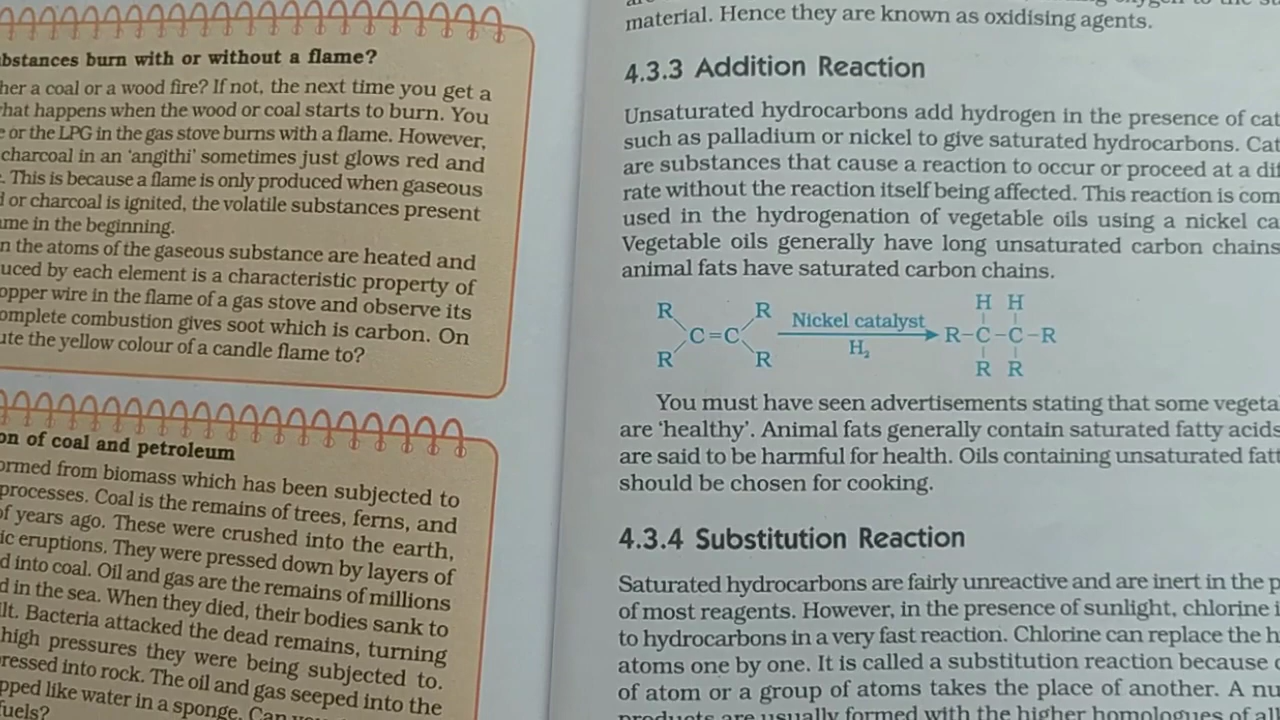 substances burn with or without a flame?
her a coal or a wood fire? If not, the next time you get a
what happens when the wood or coal starts to burn. You
or the LPG in the gas stove burns with a flame. However,
charcoal in an ‘angithi’ sometimes just glows red and
. This is because a flame is only produced when gaseous
or charcoal is ignited, the volatile substances present
me in the beginning.
n the atoms of the gaseous substance are heated and
uced by each element is a characteristic property of
opper wire in the flame of a gas stove and observe its
omplete combustion gives soot which is carbon. On
ute the yellow colour of a candle flame to?
on of coal and petroleum
ormed from biomass which has been subjected to
processes. Coal is the remains of trees, ferns, and
of years ago. These were crushed into the earth,
ic eruptions. They were pressed down by layers of
d into coal. Oil and gas are the remains of millions
d in the sea. When they died, their bodies sank to
ilt. Bacteria attacked the dead remains, turning
high pressures they were being subjected to.
ressed into rock. The oil and gas seeped into the
pped like water in a sponge. Can
fuels?
material. Hence they are known as oxidising agents.
4.3.3 Addition Reaction
Unsaturated hydrocarbons add hydrogen in the presence of cat
such as palladium or nickel to give saturated hydrocarbons. Cat
are substances that cause a reaction to occur or proceed at a dif
rate without the reaction itself being affected. This reaction is com
used in the hydrogenation of vegetable oils using a nickel ca
Vegetable oils generally have long unsaturated carbon chains
animal fats have saturated carbon chains.
R R H H
C=C Nickel catalyst R-C-C-R
H₂
R R R R
You must have seen advertisements stating that some vegeta
are ‘healthy’. Animal fats generally contain saturated fatty acids
are said to be harmful for health. Oils containing unsaturated fatt
should be chosen for cooking.
4.3.4 Substitution Reaction
Saturated hydrocarbons are fairly unreactive and are inert in the p
of most reagents. However, in the presence of sunlight, chlorine i
to hydrocarbons in a very fast reaction. Chlorine can replace the h
atoms one by one. It is called a substitution reaction because
of atom or a group of atoms takes the place of another. A nu
products are usually formed with the higher homologues of al